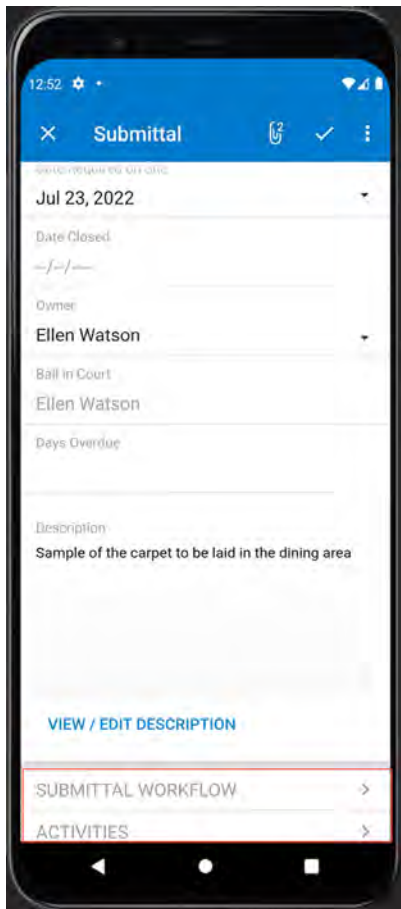 12:52
Submittal
2
Jul 23, 2022
Date Closed
--/--/----
Owner
Ellen Watson
Ball in Court
Ellen Watson
Days Overdue
Description
Sample of the carpet to be laid in the dining area
VIEW / EDIT DESCRIPTION
SUBMITTAL WORKFLOW
ACTIVITIES